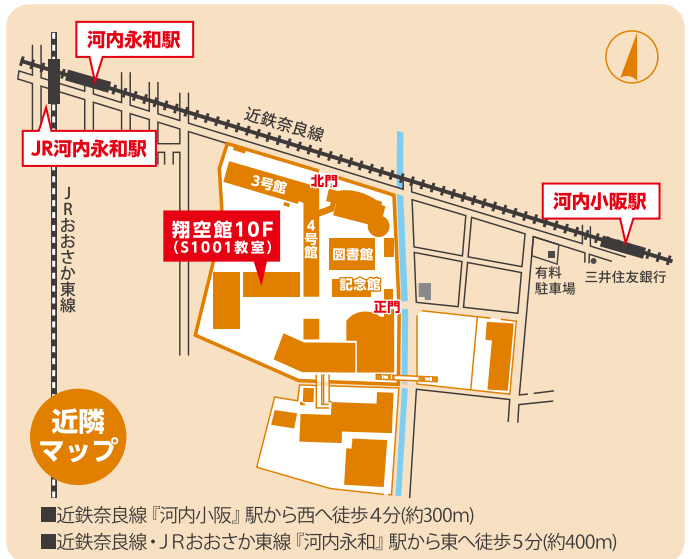 河内永和駅
近鉄奈良線
JR河内永和駅
北門
3号館
河内小阪駅
JRおおさか東線
翔空館10F
(S1001教室)
4号館
図書館
有料
駐車場
三井住友銀行
記念館
正門
近隣
マップ
■近鉄奈良線『河内小阪』駅から西へ徒歩4分(約300m)
■近鉄奈良線・JRおおさか東線『河内永和』駅から東へ徒歩5分(約400m)